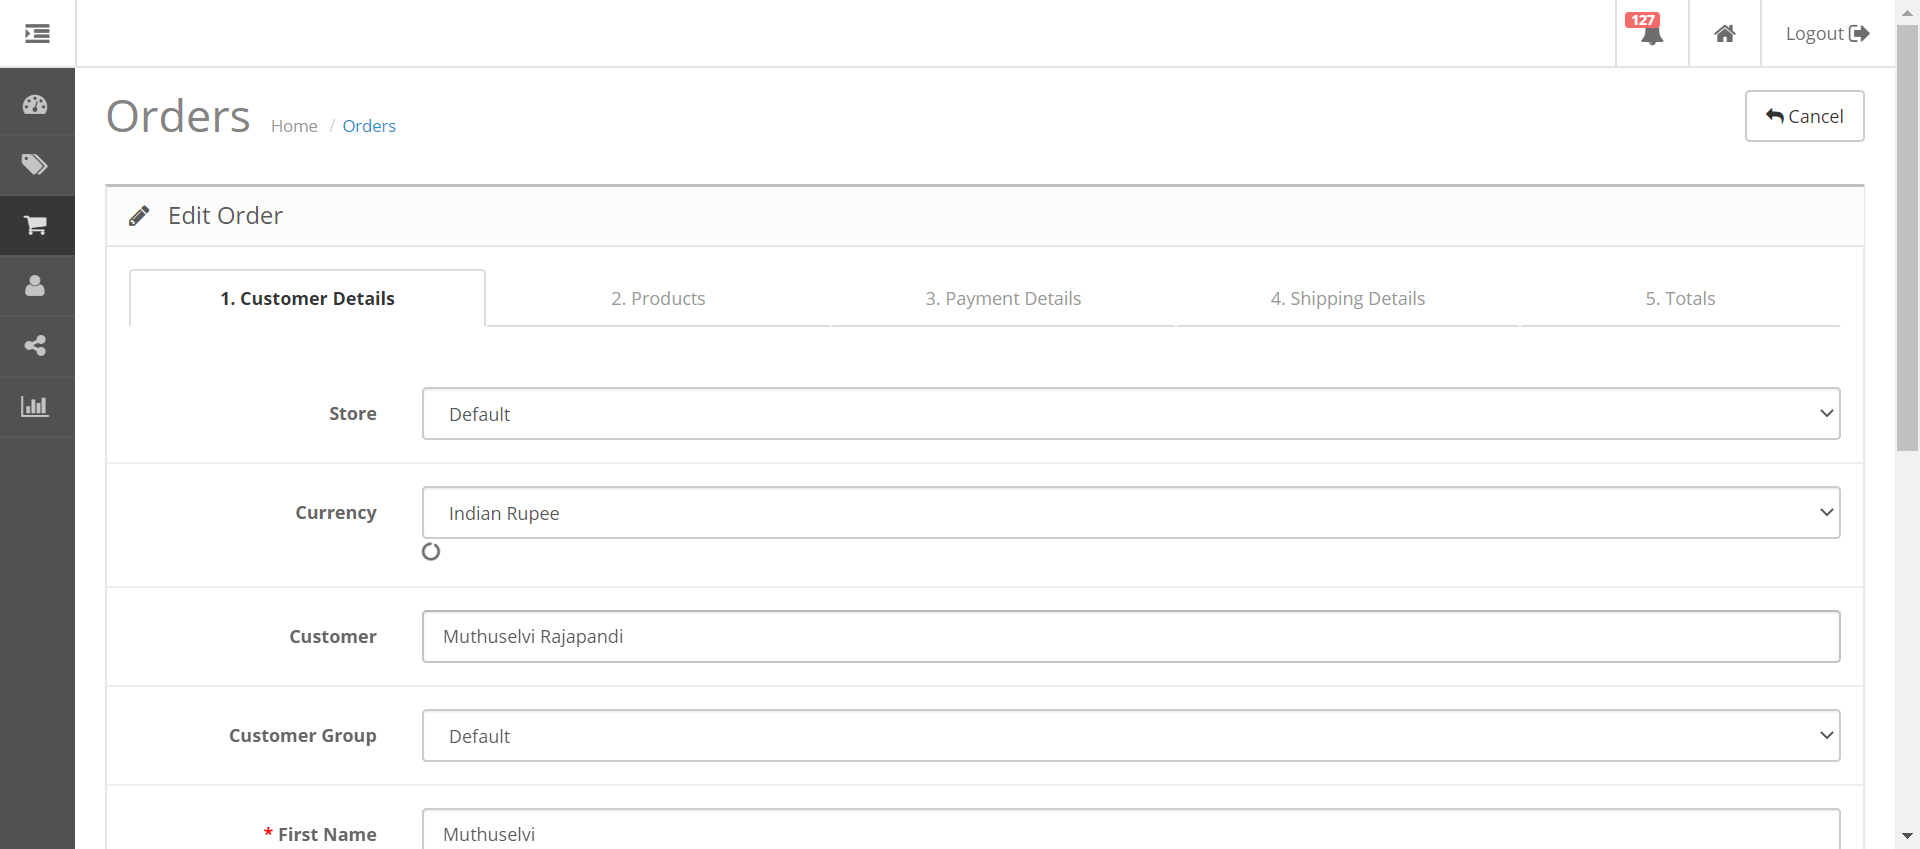 127
Logout
Orders
Home / Orders
Cancel
Edit Order
1. Customer Details
2. Products
3. Payment Details
4. Shipping Details
5. Totals
Store
Default
Currency
Indian Rupee
Customer
Muthuselvi Rajapandi
Customer Group
Default
* First Name
Muthuselvi